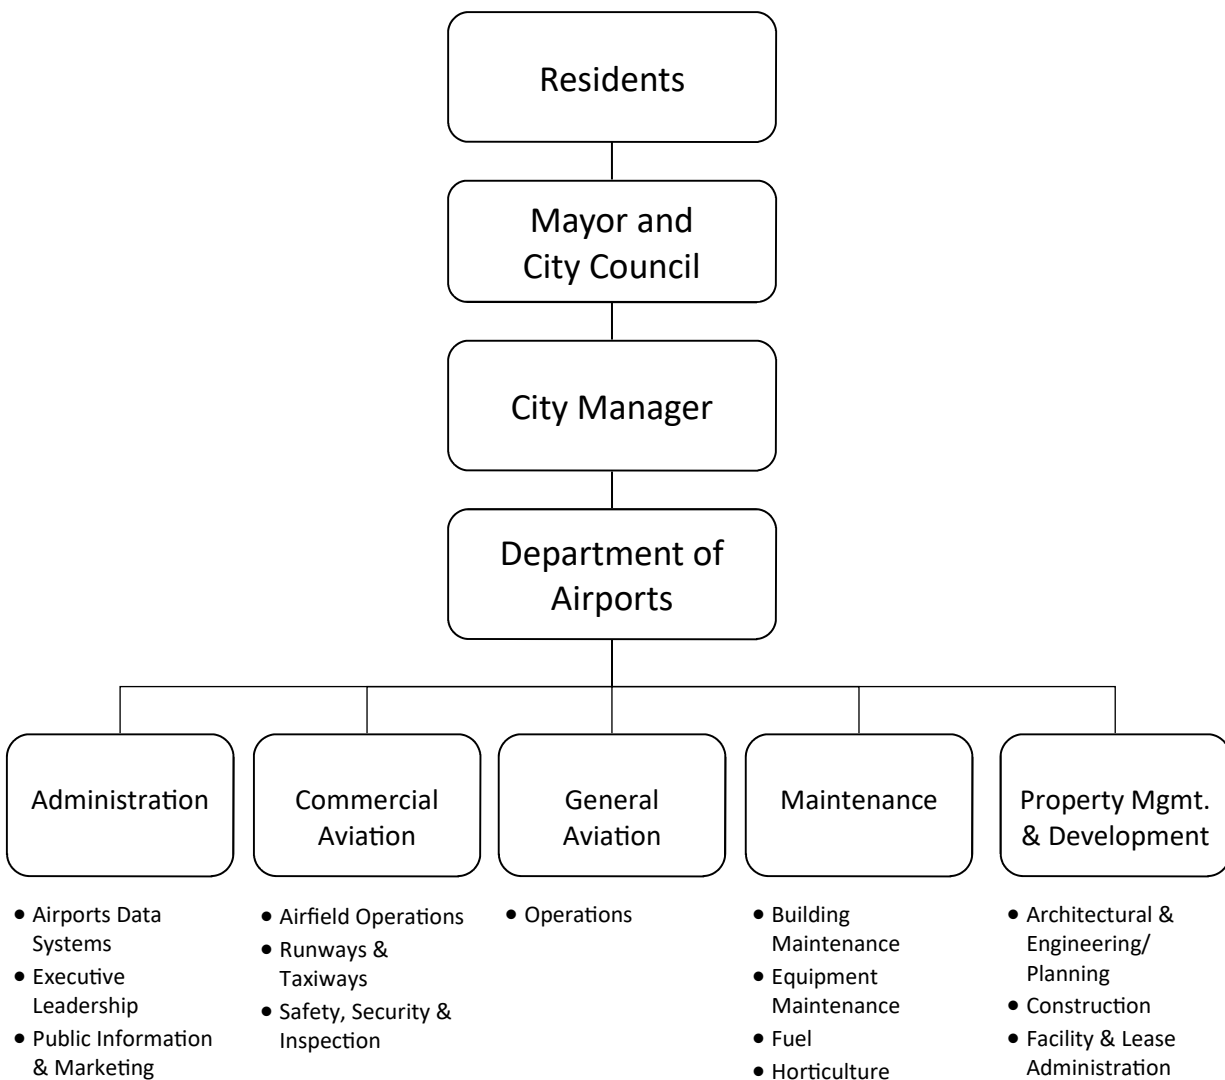 Residents
Mayor and
City Council
City Manager
Department of
Airports
Administration
Commercial
Aviation
General
Aviation
Maintenance
Property Mgmt.
& Development
• Airports Data
Systems
• Executive
Leadership
• Public Information
& Marketing
• Airfield Operations
• Runways &
Taxiways
• Safety, Security &
Inspection
• Operations
• Building
Maintenance
• Equipment
Maintenance
• Fuel
• Horticulture
• Architectural &
Engineering/
Planning
• Construction
• Facility & Lease
Administration